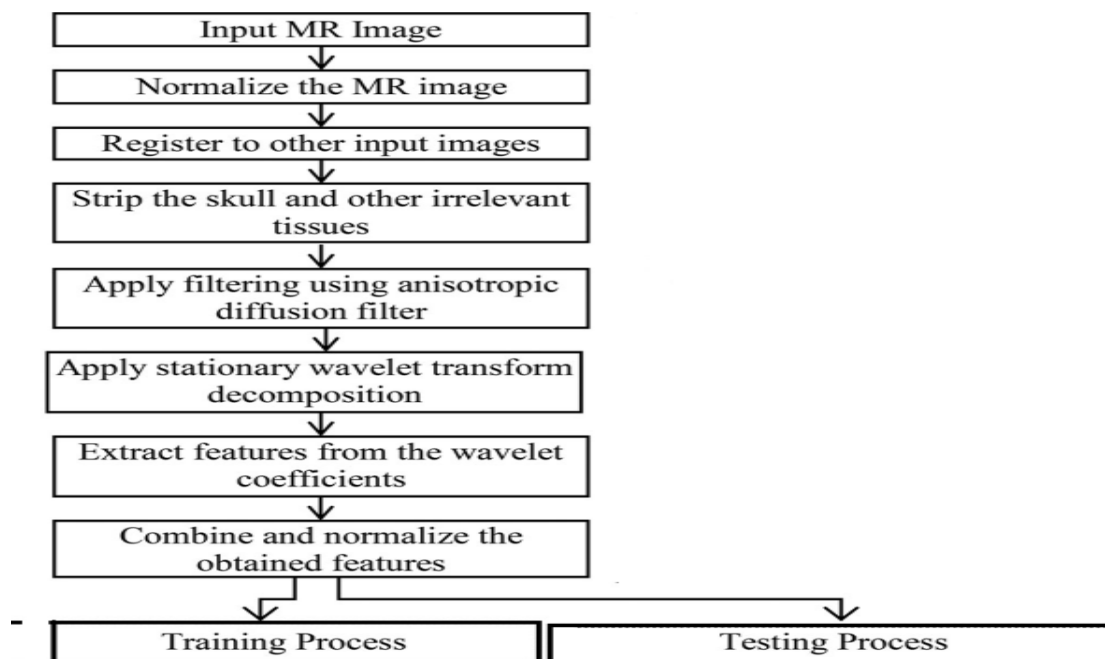 Input MR Image
Normalize the MR image
Register to other input images
Strip the skull and other irrelevant
tissues
Apply filtering using anisotropic
diffusion filter
Apply stationary wavelet transform
decomposition
Extract features from the wavelet
coefficients
Combine and normalize the
obtained features
Training Process
Testing Process